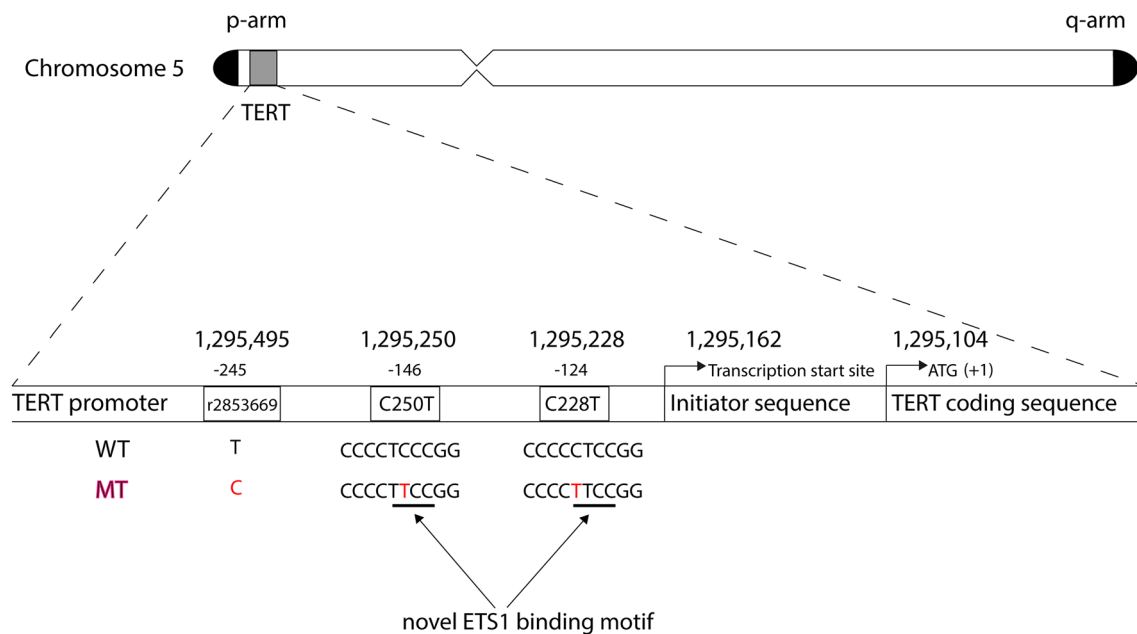 p-arm q-arm
Chromosome 5
TERT
1,295,495 1,295,250 1,295,228 1,295,162 1,295,104
-245 -146 -124 Transcription start site ATG (+1)
TERT promoter r2853669 C250T C228T Initiator sequence TERT coding sequence
WT T CCCCTCCCGG CCCCCTCCGG
MT C CCCCTTCCGG CCCCTTCCGG
novel ETS1 binding motif